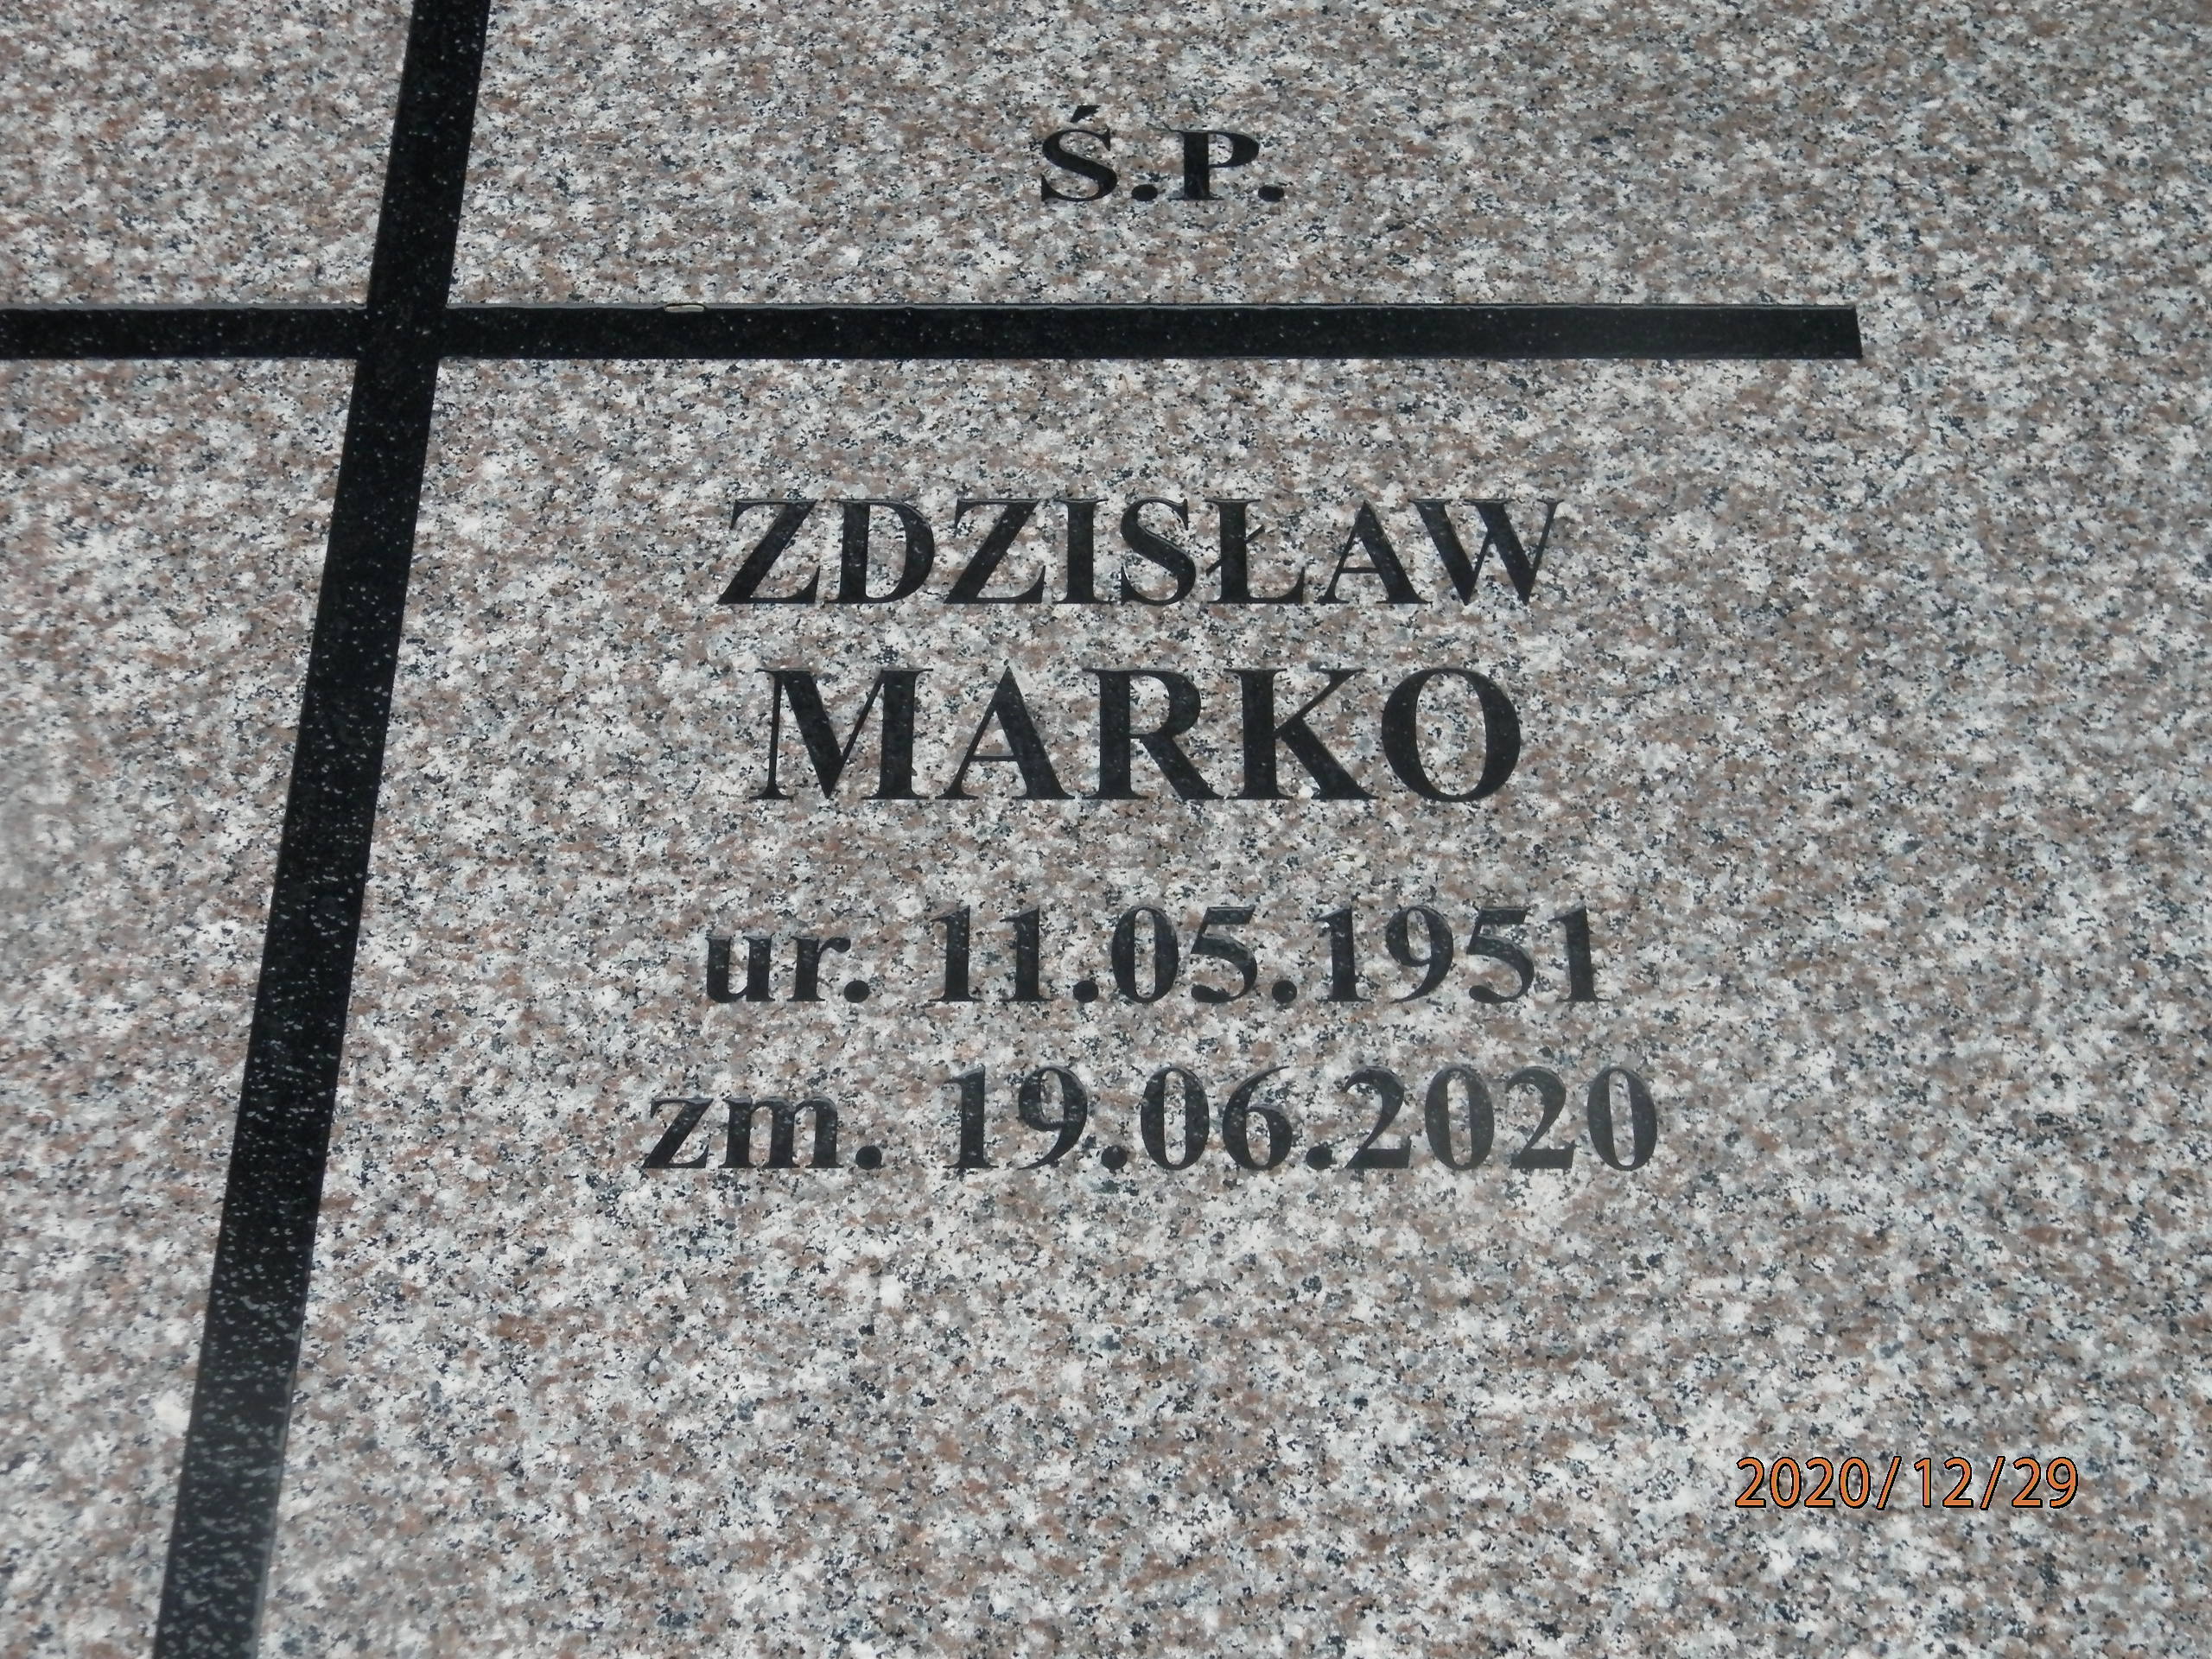 Ś.P.
ZDZISŁAW
MARKO
ur. 11.05.1951
zm. 19.06.2020
2020/12/29